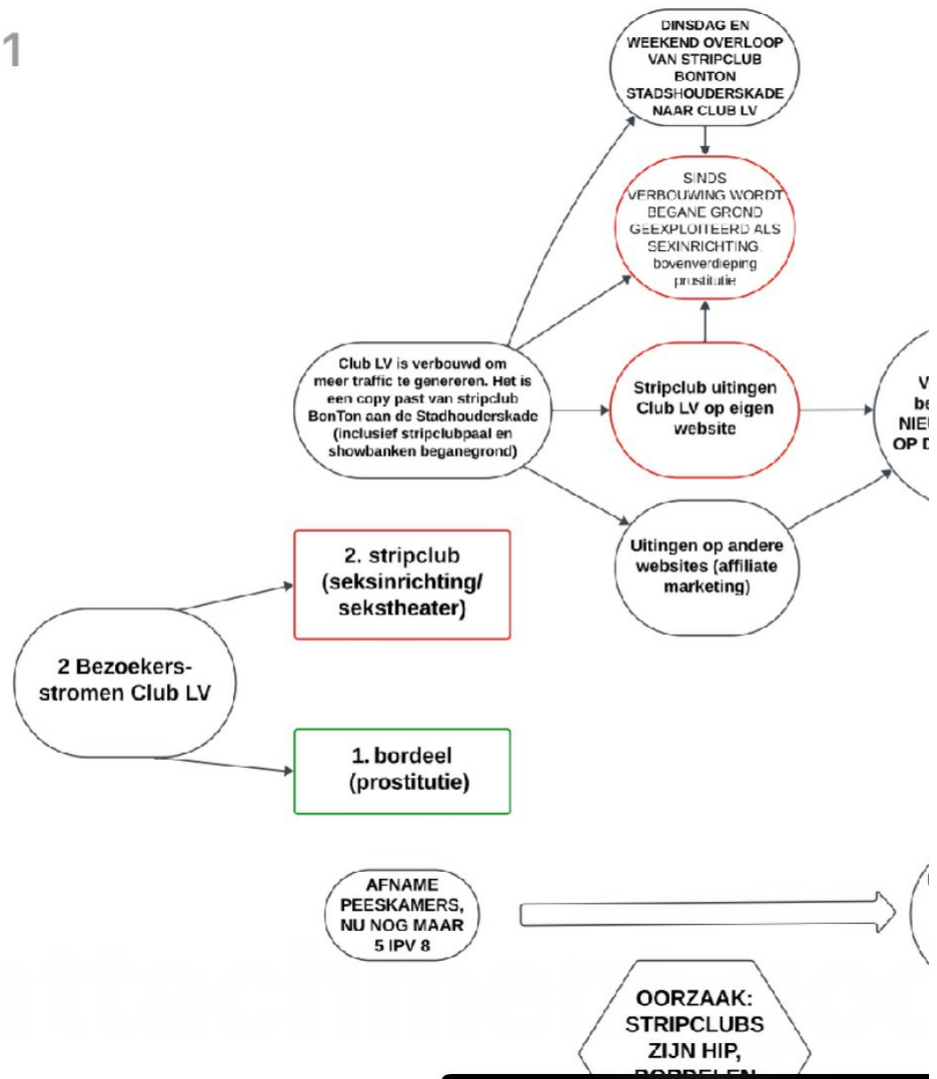 1
DINSDAG EN
WEEKEND OVERLOOP
VAN STRIPCLUB
BONTON
STADSHOUDERSKADE
NAAR CLUB LV
SINDS
VERBOUWING WORDT
BEGANE GROND
GEEXPLOITEERD ALS
SEXINRICHTING.
bovenverdieping
prostitutie
Club LV is verbouwd om
meer traffic te genereren. Het is
een copy past van stripclub
BonTon aan de Stadhouderskade
(inclusief stripclubpaal en
showbanken beganegrond)
Stripclub uitingen
Club LV op eigen
website
Uitingen op andere
websites (affiliate
marketing)
2. stripclub
(seksinrichting/
sekstheater)
2 Bezoekers-
stromen Club LV
1. bordeel
(prostitutie)
AFNAME
PEESKAMERS,
NU NOG MAAR
5 IPV 8
OORZAAK:
STRIPCLUBS
ZIJN HIP,
BORDELEN